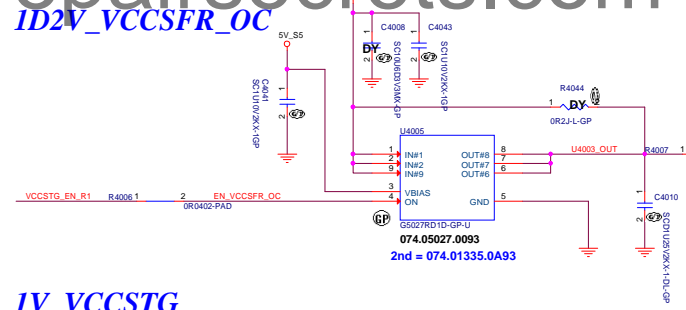 epairsecrets.com
1D2V_VCCSFR_OC
5V_S5
C4008
C4043
DY
SC10U6D3V3MX-GP
SC1U10V2KX-1GP
C4041
SC1U10V2KX-1GP
R4044
1
DY
0R2J-L-GP
U4005
1 IN#1 OUT#8 8 U4003_OUT R4007 1
2 IN#2 OUT#7 7
9 IN#9 OUT#6 6
3 VBIAS
4 ON GND 5
VCCSTG_EN_R1 R4006 1 2 EN_VCCSFR_OC
0R0402-PAD
GP
G5027RD1D-GP-U
074.05027.0093
2nd = 074.01335.0A93
C4010
SCD1U25V2KX-1-DL-GP
1V_VCCSTG